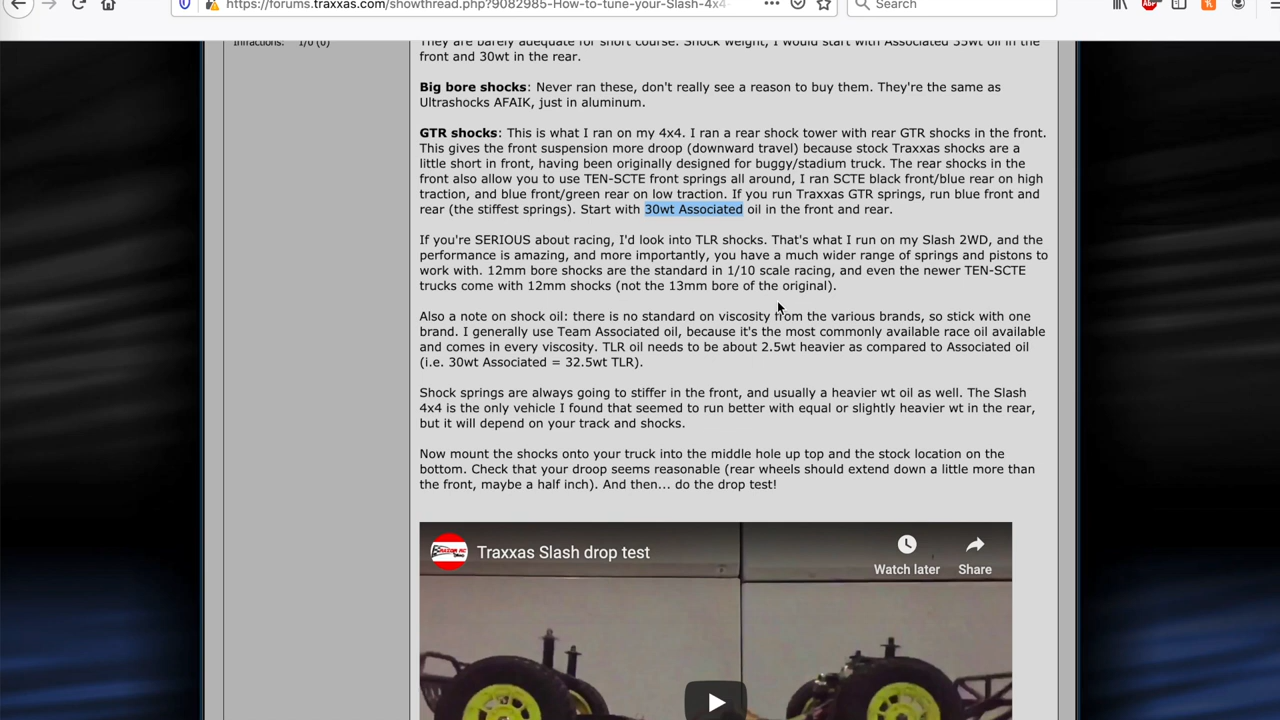 https://forums.traxxas.com/showthread.php?9082985-How-to-tune-your-Slash-4x4-
Search
Infractions: 1/0 (0)
They are barely adequate for short course. Shock weight, I would start with Associated 35wt oil in the
front and 30wt in the rear.
Big bore shocks: Never ran these, don't really see a reason to buy them. They're the same as
Ultrashocks AFAIK, just in aluminum.
GTR shocks: This is what I ran on my 4x4. I ran a rear shock tower with rear GTR shocks in the front.
This gives the front suspension more droop (downward travel) because stock Traxxas shocks are a
little short in front, having been originally designed for buggy/stadium truck. The rear shocks in the
front also allow you to use TEN-SCTE front springs all around, I ran SCTE black front/blue rear on high
traction, and blue front/green rear on low traction. If you run Traxxas GTR springs, run blue front and
rear (the stiffest springs). Start with 30wt Associated oil in the front and rear.
If you're SERIOUS about racing, I'd look into TLR shocks. That's what I run on my Slash 2WD, and the
performance is amazing, and more importantly, you have a much wider range of springs and pistons to
work with. 12mm bore shocks are the standard in 1/10 scale racing, and even the newer TEN-SCTE
trucks come with 12mm shocks (not the 13mm bore of the original).
Also a note on shock oil: there is no standard on viscosity from the various brands, so stick with one
brand. I generally use Team Associated oil, because it's the most commonly available race oil available
and comes in every viscosity. TLR oil needs to be about 2.5wt heavier as compared to Associated oil
(i.e. 30wt Associated = 32.5wt TLR).
Shock springs are always going to stiffer in the front, and usually a heavier wt oil as well. The Slash
4x4 is the only vehicle I found that seemed to run better with equal or slightly heavier wt in the rear,
but it will depend on your track and shocks.
Now mount the shocks onto your truck into the middle hole up top and the stock location on the
bottom. Check that your droop seems reasonable (rear wheels should extend down a little more than
the front, maybe a half inch). And then... do the drop test!
Traxxas Slash drop test
Watch later
Share